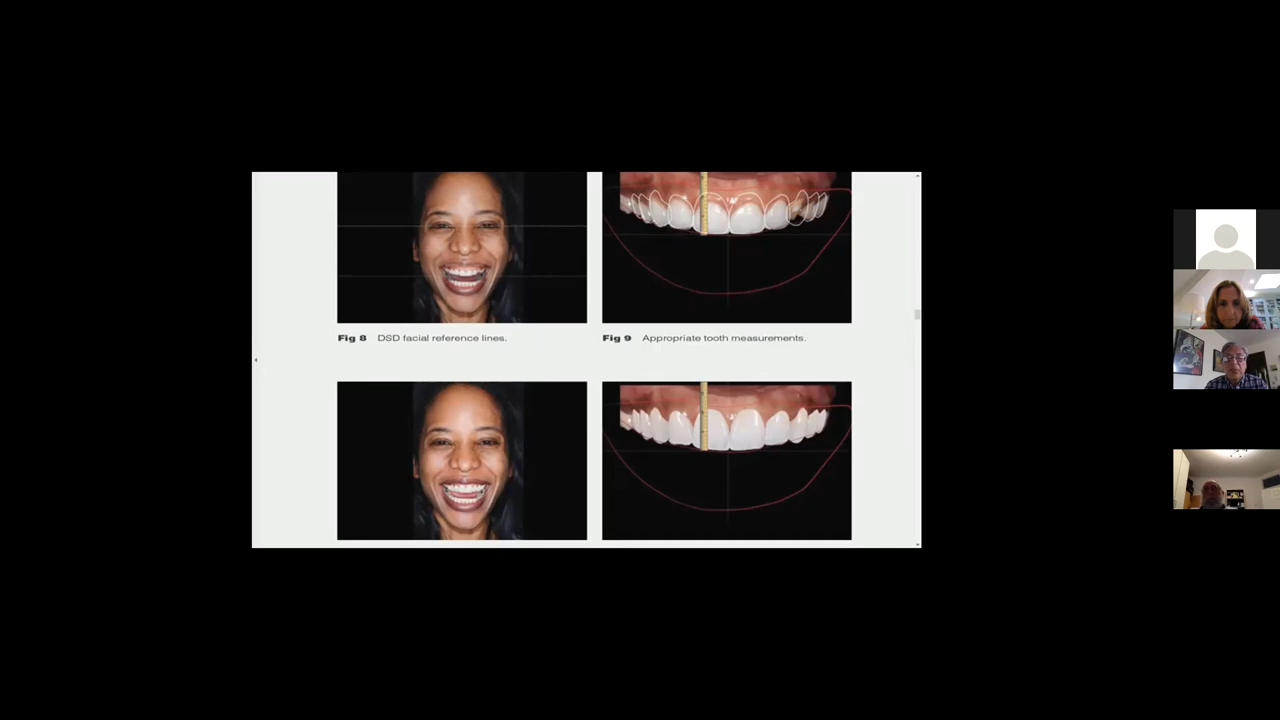 Fig 8 DSD facial reference lines.
Fig 9 Appropriate tooth measurements.